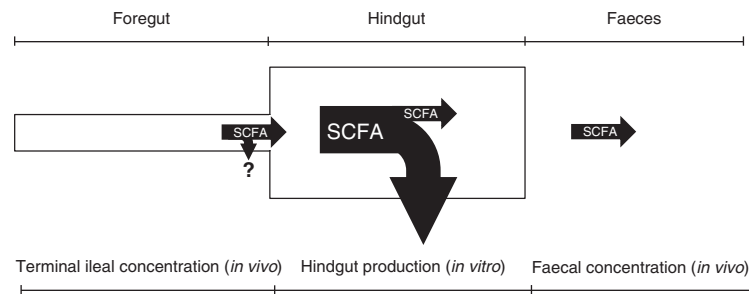 Foregut
Hindgut
Faeces
SCFA
SCFA
SCFA
SCFA
?
Terminal ileal concentration (in vivo)
Hindgut production (in vitro)
Faecal concentration (in vivo)